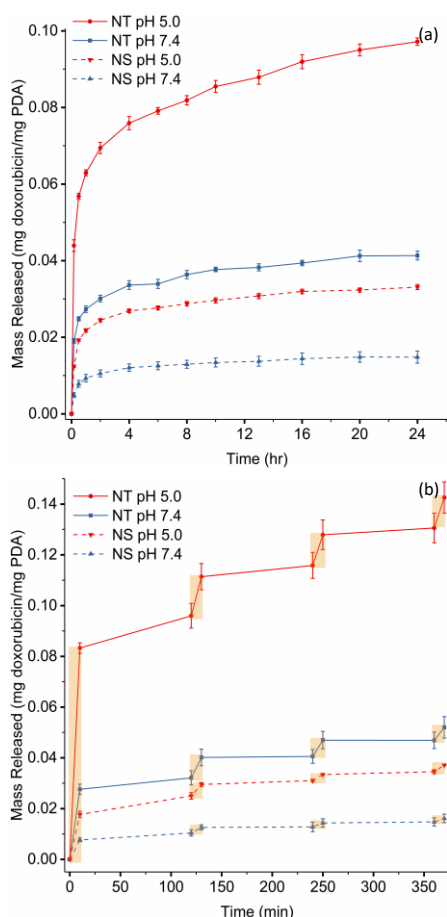 NT pH 5.0
NT pH 7.4
NS pH 5.0
NS pH 7.4
(a)
Mass Released (mg doxorubicin/mg PDA)
0.10
0.08
0.06
0.04
0.02
0.00
0 4 8 12 16 20 24
Time (hr)
NT pH 5.0
NT pH 7.4
NS pH 5.0
NS pH 7.4
(b)
Mass Released (mg doxorubicin/mg PDA)
0.14
0.12
0.10
0.08
0.06
0.04
0.02
0.00
0 50 100 150 200 250 300 350
Time (min)